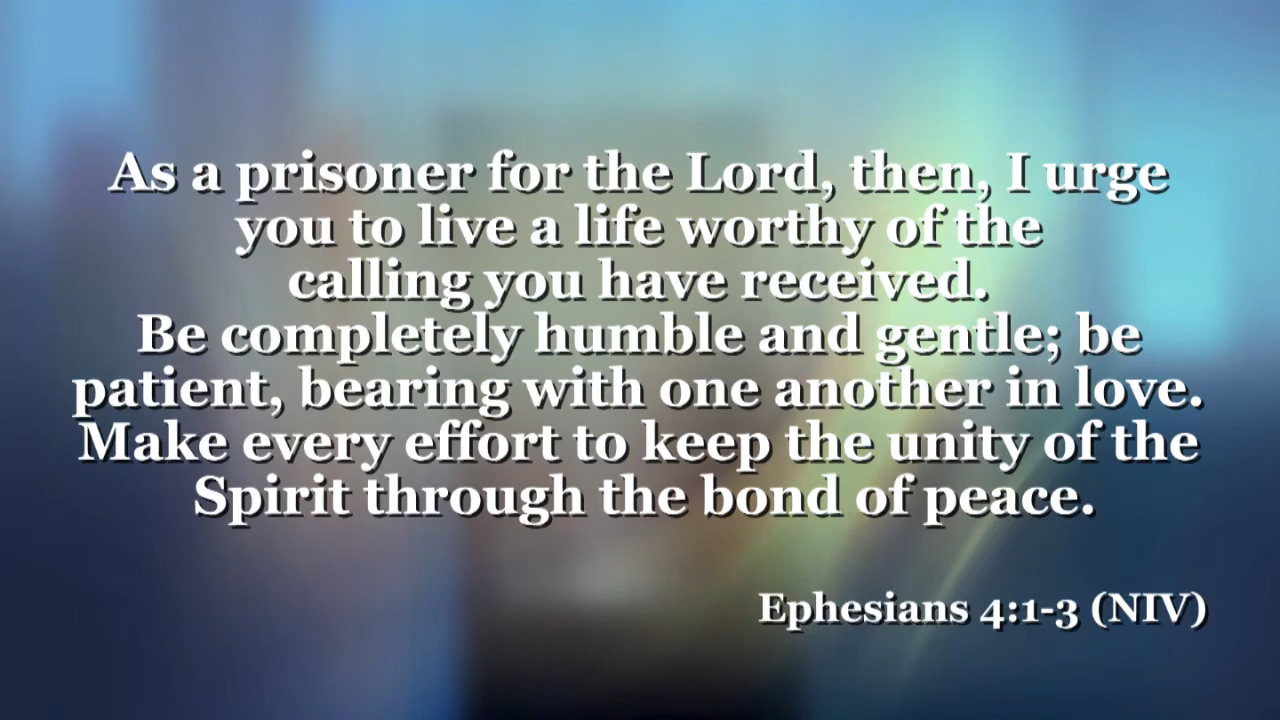 As a prisoner for the Lord, then, I urge
you to live a life worthy of the
calling you have received.
Be completely humble and gentle; be
patient, bearing with one another in love.
Make every effort to keep the unity of the
Spirit through the bond of peace.
Ephesians 4:1-3 (NIV)